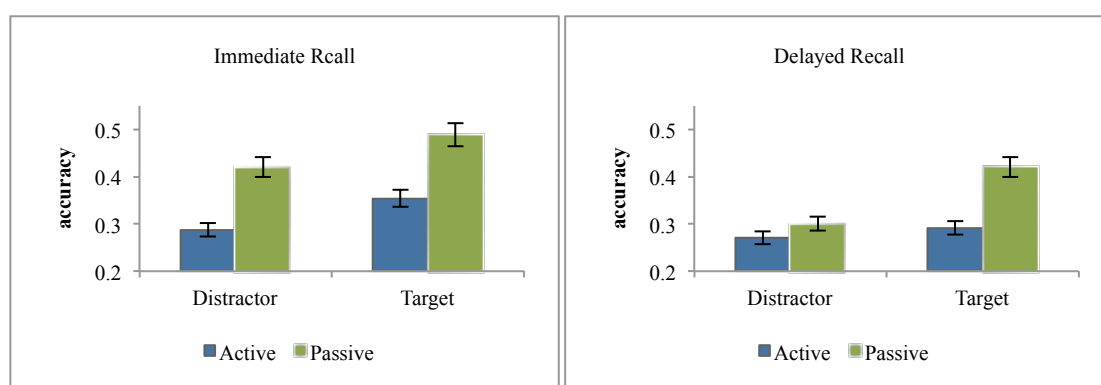 Immediate Rcall
accuracy
0.5
0.4
0.3
0.2
Distractor
Target
Active
Passive
Delayed Recall
accuracy
0.5
0.4
0.3
0.2
Distractor
Target
Active
Passive